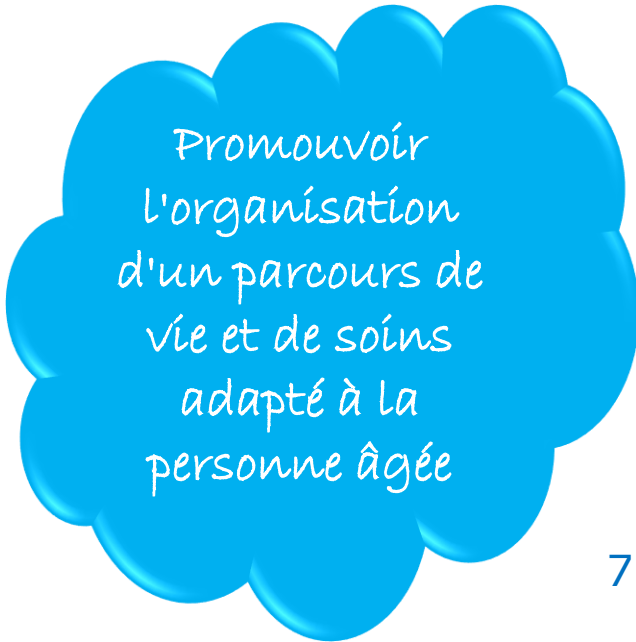 Promouvoir
l'organisation
d'un parcours de
vie et de soins
adapté à la
personne âgée
7